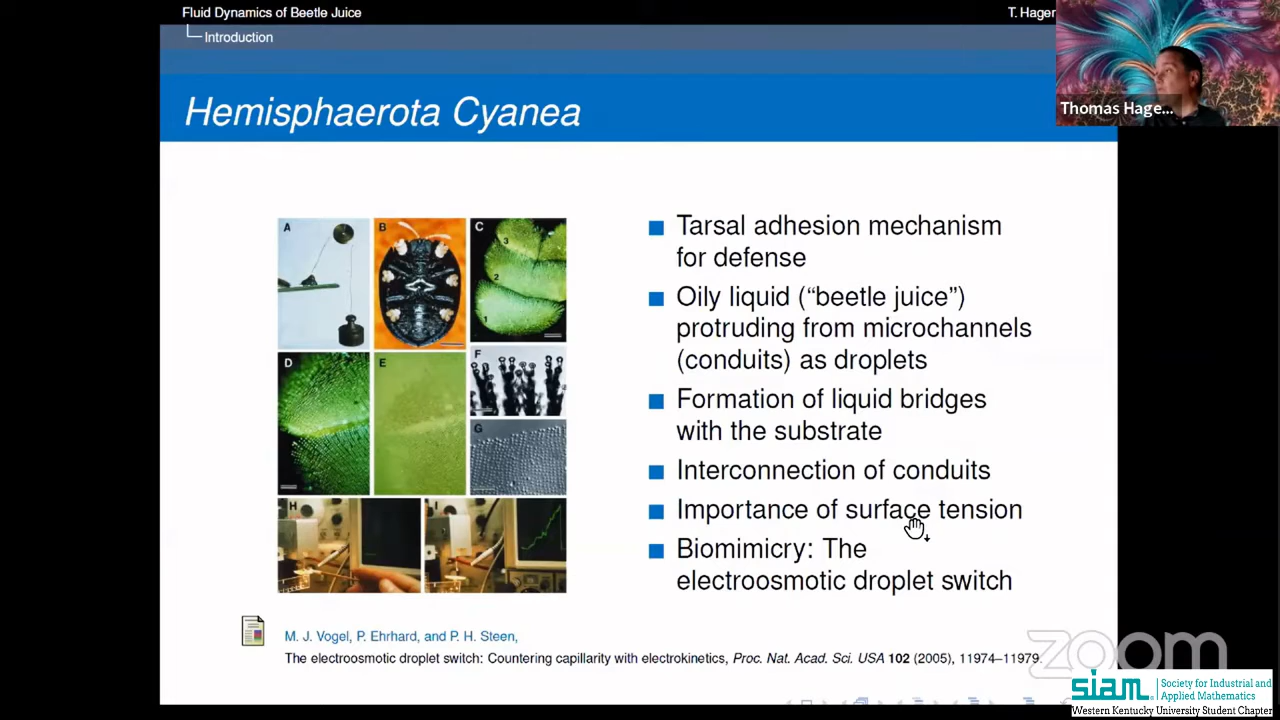 Fluid Dynamics of Beetle Juice
T. Hager
Introduction
Hemisphaerota Cyanea
Thomas Hage...
A
B
C
3
2
1
D
E
F
G
H
I
Tarsal adhesion mechanism
for defense
Oily liquid (“beetle juice”)
protruding from microchannels
(conduits) as droplets
Formation of liquid bridges
with the substrate
Interconnection of conduits
Importance of surface tension
Biomimicry: The
electroosmotic droplet switch
M. J. Vogel, P. Ehrhard, and P. H. Steen,
The electroosmotic droplet switch: Countering capillarity with electrokinetics, Proc. Nat. Acad. Sci. USA 102 (2005), 11974–11979.
zoom
siam. Society for Industrial and
Applied Mathematics
Western Kentucky University Student Chapter